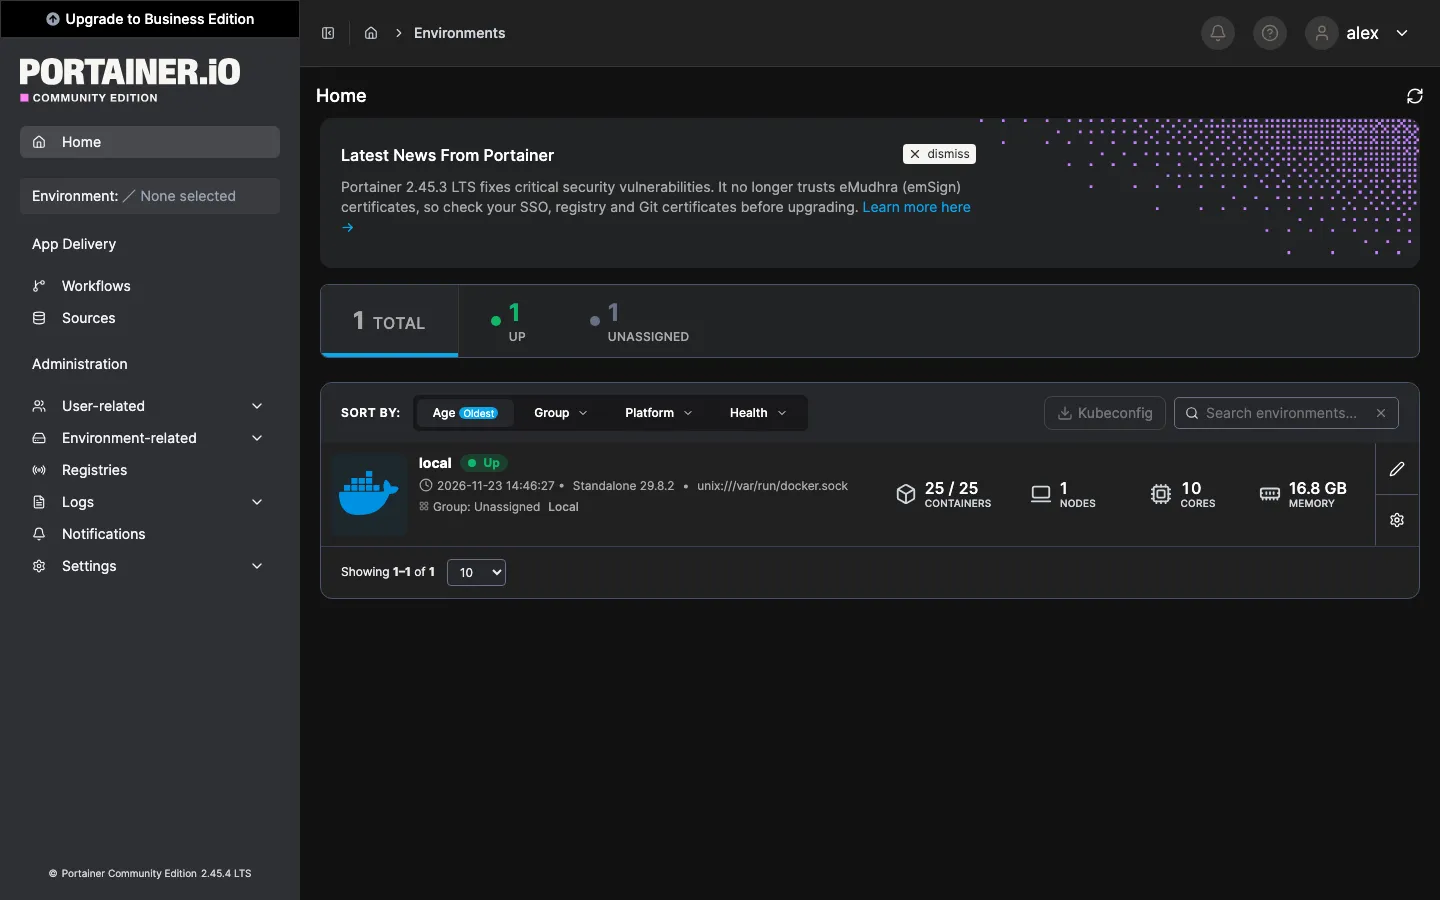 Upgrade to Business Edition
PORTAINER.iO
COMMUNITY EDITION
Home
Environment: None selected
App Delivery
Workflows
Sources
Administration
User-related
Environment-related
Registries
Logs
Notifications
Settings
© Portainer Community Edition 2.45.4 LTS
Environments
alex
Home
Latest News From Portainer
dismiss
Portainer 2.45.3 LTS fixes critical security vulnerabilities. It no longer trusts eMudhra (emSign)
certificates, so check your SSO, registry and Git certificates before upgrading. Learn more here
→
1 TOTAL
1
UP
1
UNASSIGNED
SORT BY: Age Oldest Group Platform Health Kubeconfig Search environments...
local Up
2026-11-23 14:46:27 • Standalone 29.8.2 • unix:///var/run/docker.sock
Group: Unassigned Local
25 / 25
CONTAINERS
1
NODES
10
CORES
16.8 GB
MEMORY
Showing 1–1 of 1 10